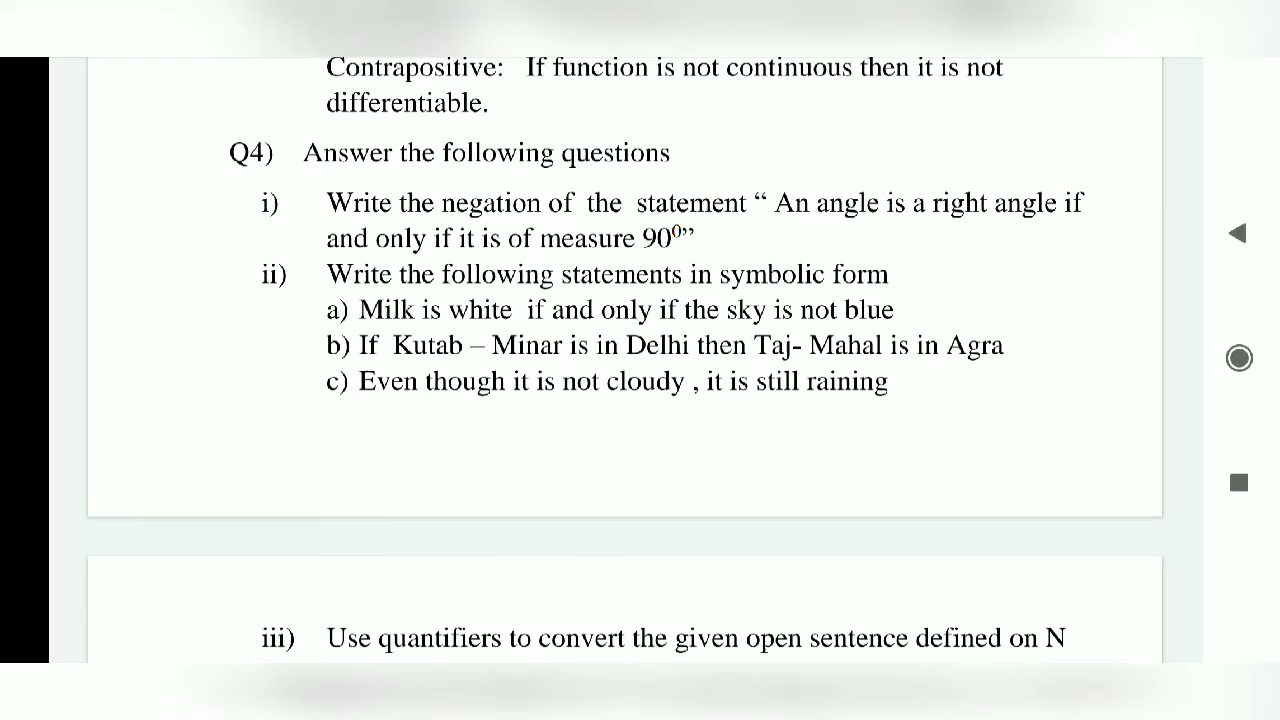 Contrapositive: If function is not continuous then it is not
differentiable.
Q4) Answer the following questions
i) Write the negation of the statement “ An angle is a right angle if
and only if it is of measure 90⁰”
ii) Write the following statements in symbolic form
a) Milk is white if and only if the sky is not blue
b) If Kutab – Minar is in Delhi then Taj- Mahal is in Agra
c) Even though it is not cloudy , it is still raining
iii) Use quantifiers to convert the given open sentence defined on N